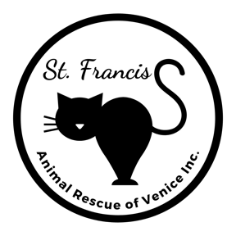 St. Francis
Animal Rescue of Venice Inc.